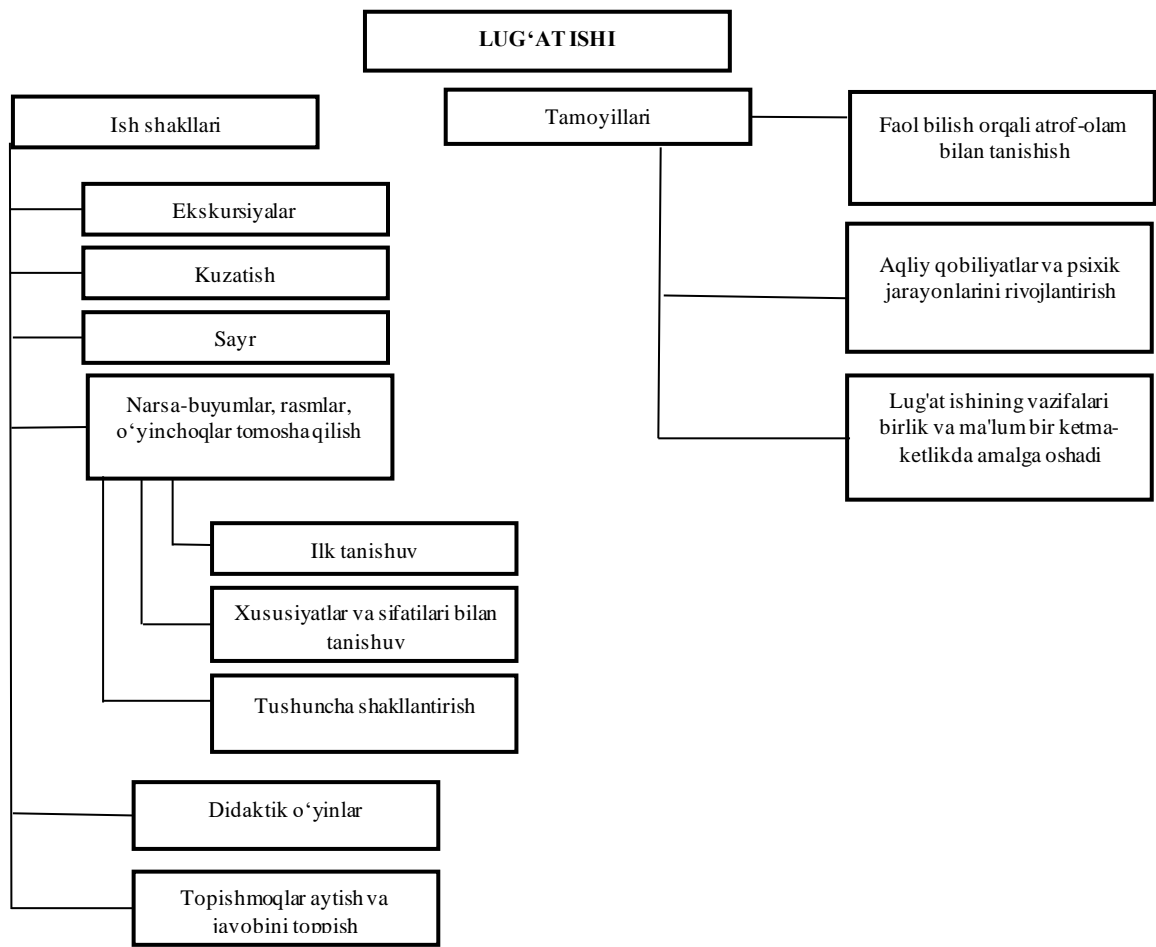 LUG‘AT ISHI
Ish shakllari
Ekskursiyalar
Kuzatish
Sayr
Narsa-buyumlar, rasmlar,
o‘yinchoqlar tomosha qilish
Ilk tanishuv
Xususiyatlar va sifatilari bilan
tanishuv
Tushuncha shakllantirish
Didaktik o‘yinlar
Topishmoqlar aytish va
javobini toppish
Tamoyillari
Faol bilish orqali atrof-olam
bilan tanishish
Aqliy qobiliyatlar va psixik
jarayonlarini rivojlantirish
Lug'at ishining vazifalari
birlik va ma'lum bir ketma-
ketlikda amalga oshadi